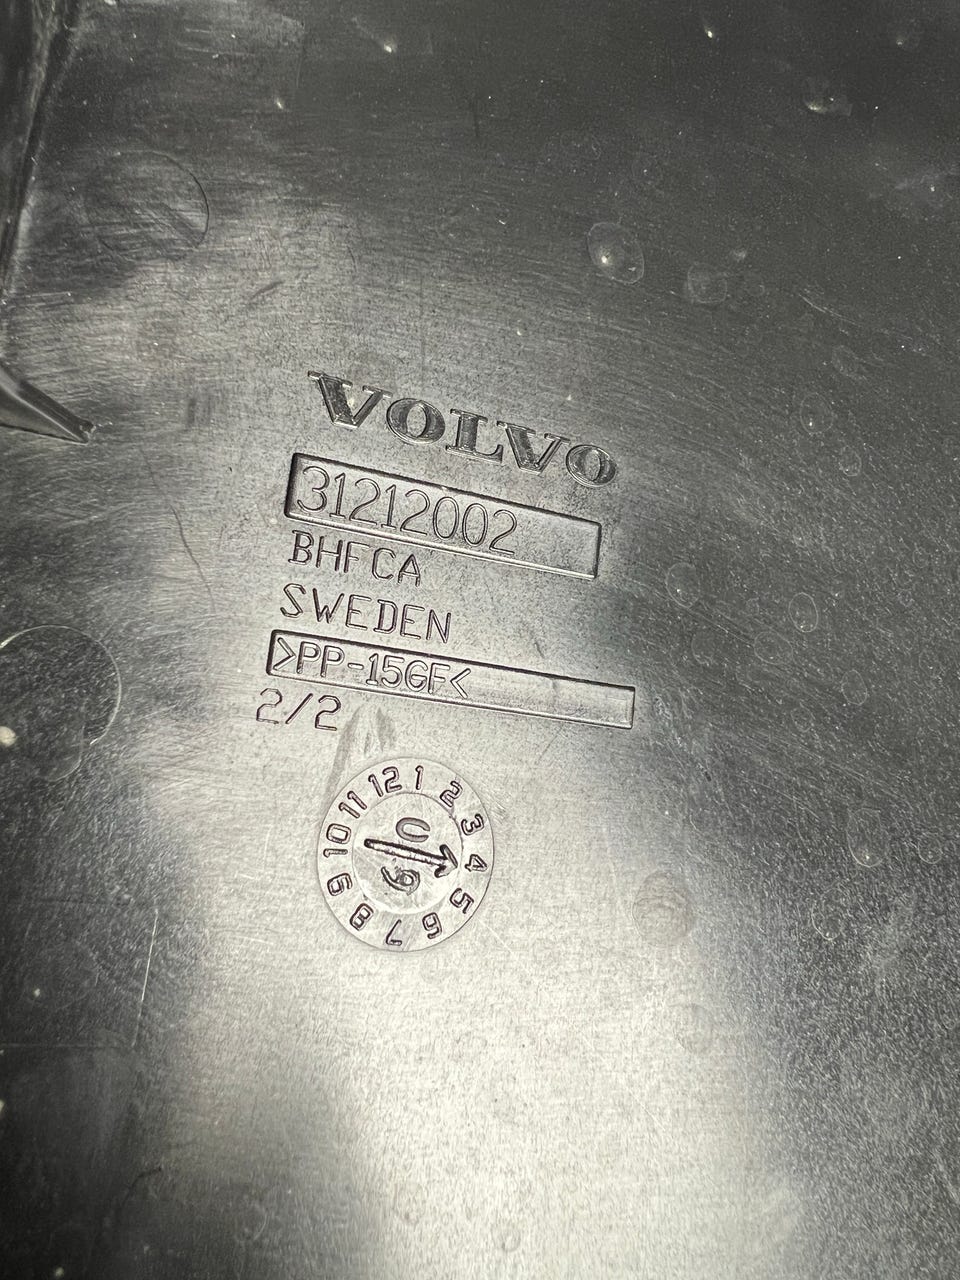 VOLVO
31212002
BHFCA
SWEDEN
>PP-15GF<
2/2
1 2 3 4 5 6 7 8 9 10 11 12